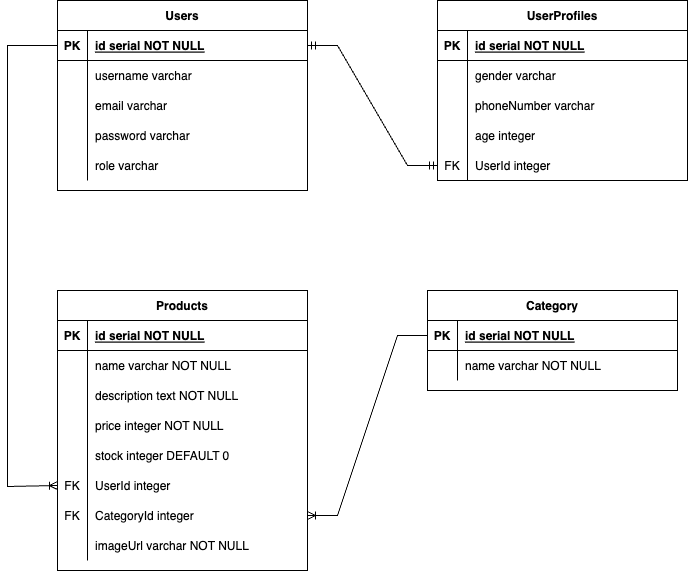 Users
PK id serial NOT NULL
username varchar
email varchar
password varchar
role varchar
UserProfiles
PK id serial NOT NULL
gender varchar
phoneNumber varchar
age integer
FK UserId integer
Products
PK id serial NOT NULL
name varchar NOT NULL
description text NOT NULL
price integer NOT NULL
stock integer DEFAULT 0
FK UserId integer
FK CategoryId integer
imageUrl varchar NOT NULL
Category
PK id serial NOT NULL
name varchar NOT NULL